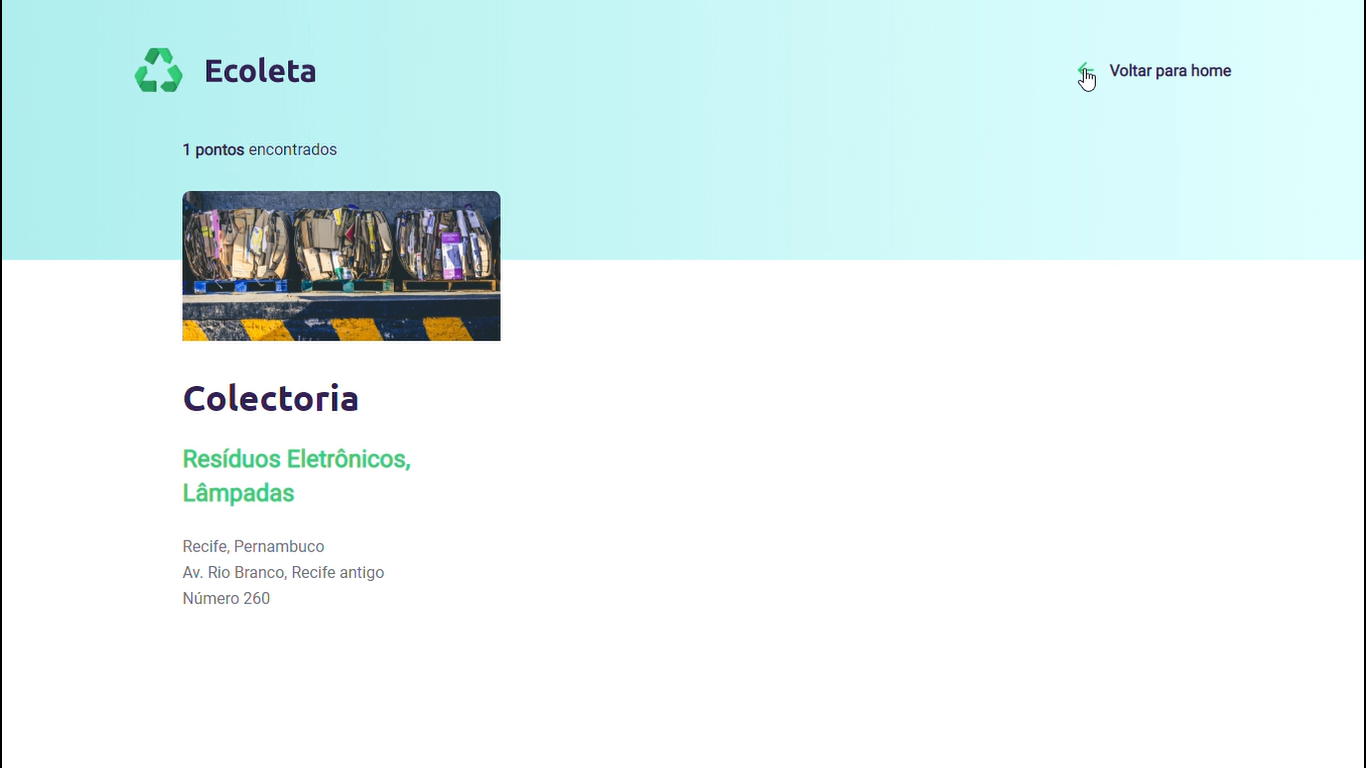 Ecoleta
Voltar para home
1 pontos encontrados
Colectoria
Resíduos Eletrônicos,
Lâmpadas
Recife, Pernambuco
Av. Rio Branco, Recife antigo
Número 260